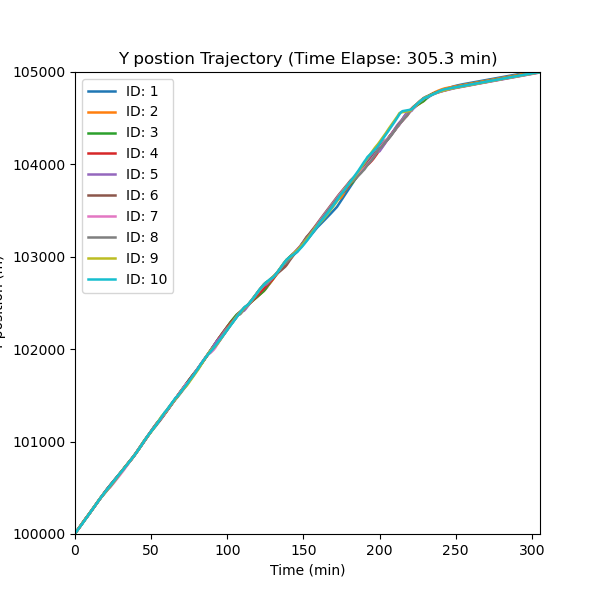 Y postion Trajectory (Time Elapse: 305.3 min)
105000
104000
103000
102000
101000
100000
ID: 1
ID: 2
ID: 3
ID: 4
ID: 5
ID: 6
ID: 7
ID: 8
ID: 9
ID: 10
0 50 100 150 200 250 300
Time (min)